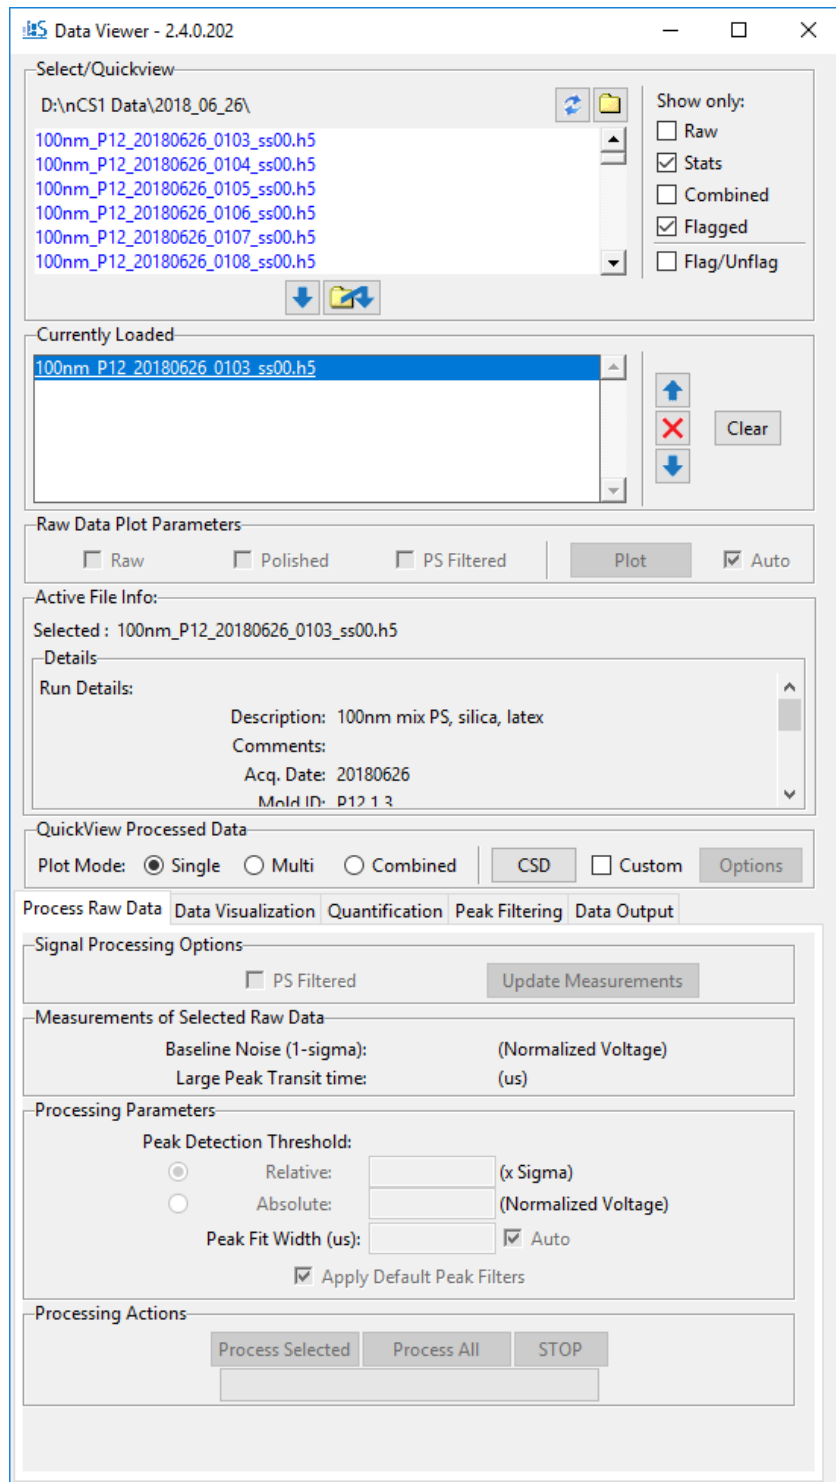 Data Viewer - 2.4.0.202
Select/Quickview
D:\nCS1 Data\2018_06_26\
100nm_P12_20180626_0103_ss00.h5
100nm_P12_20180626_0104_ss00.h5
100nm_P12_20180626_0105_ss00.h5
100nm_P12_20180626_0106_ss00.h5
100nm_P12_20180626_0107_ss00.h5
100nm_P12_20180626_0108_ss00.h5
Show only:
Raw
Stats
Combined
Flagged
Flag/Unflag
Currently Loaded
100nm_P12_20180626_0103_ss00.h5
Clear
Raw Data Plot Parameters
Raw Polished PS Filtered Plot Auto
Active File Info:
Selected : 100nm_P12_20180626_0103_ss00.h5
Details
Run Details:
Description: 100nm mix PS, silica, latex
Comments:
Acq. Date: 20180626
Mold ID: P12.1.3
QuickView Processed Data
Plot Mode: Single Multi Combined CSD Custom Options
Process Raw Data Data Visualization Quantification Peak Filtering Data Output
Signal Processing Options
PS Filtered Update Measurements
Measurements of Selected Raw Data
Baseline Noise (1-sigma): (Normalized Voltage)
Large Peak Transit time: (us)
Processing Parameters
Peak Detection Threshold:
Relative: (x Sigma)
Absolute: (Normalized Voltage)
Peak Fit Width (us): Auto
Apply Default Peak Filters
Processing Actions
Process Selected Process All STOP